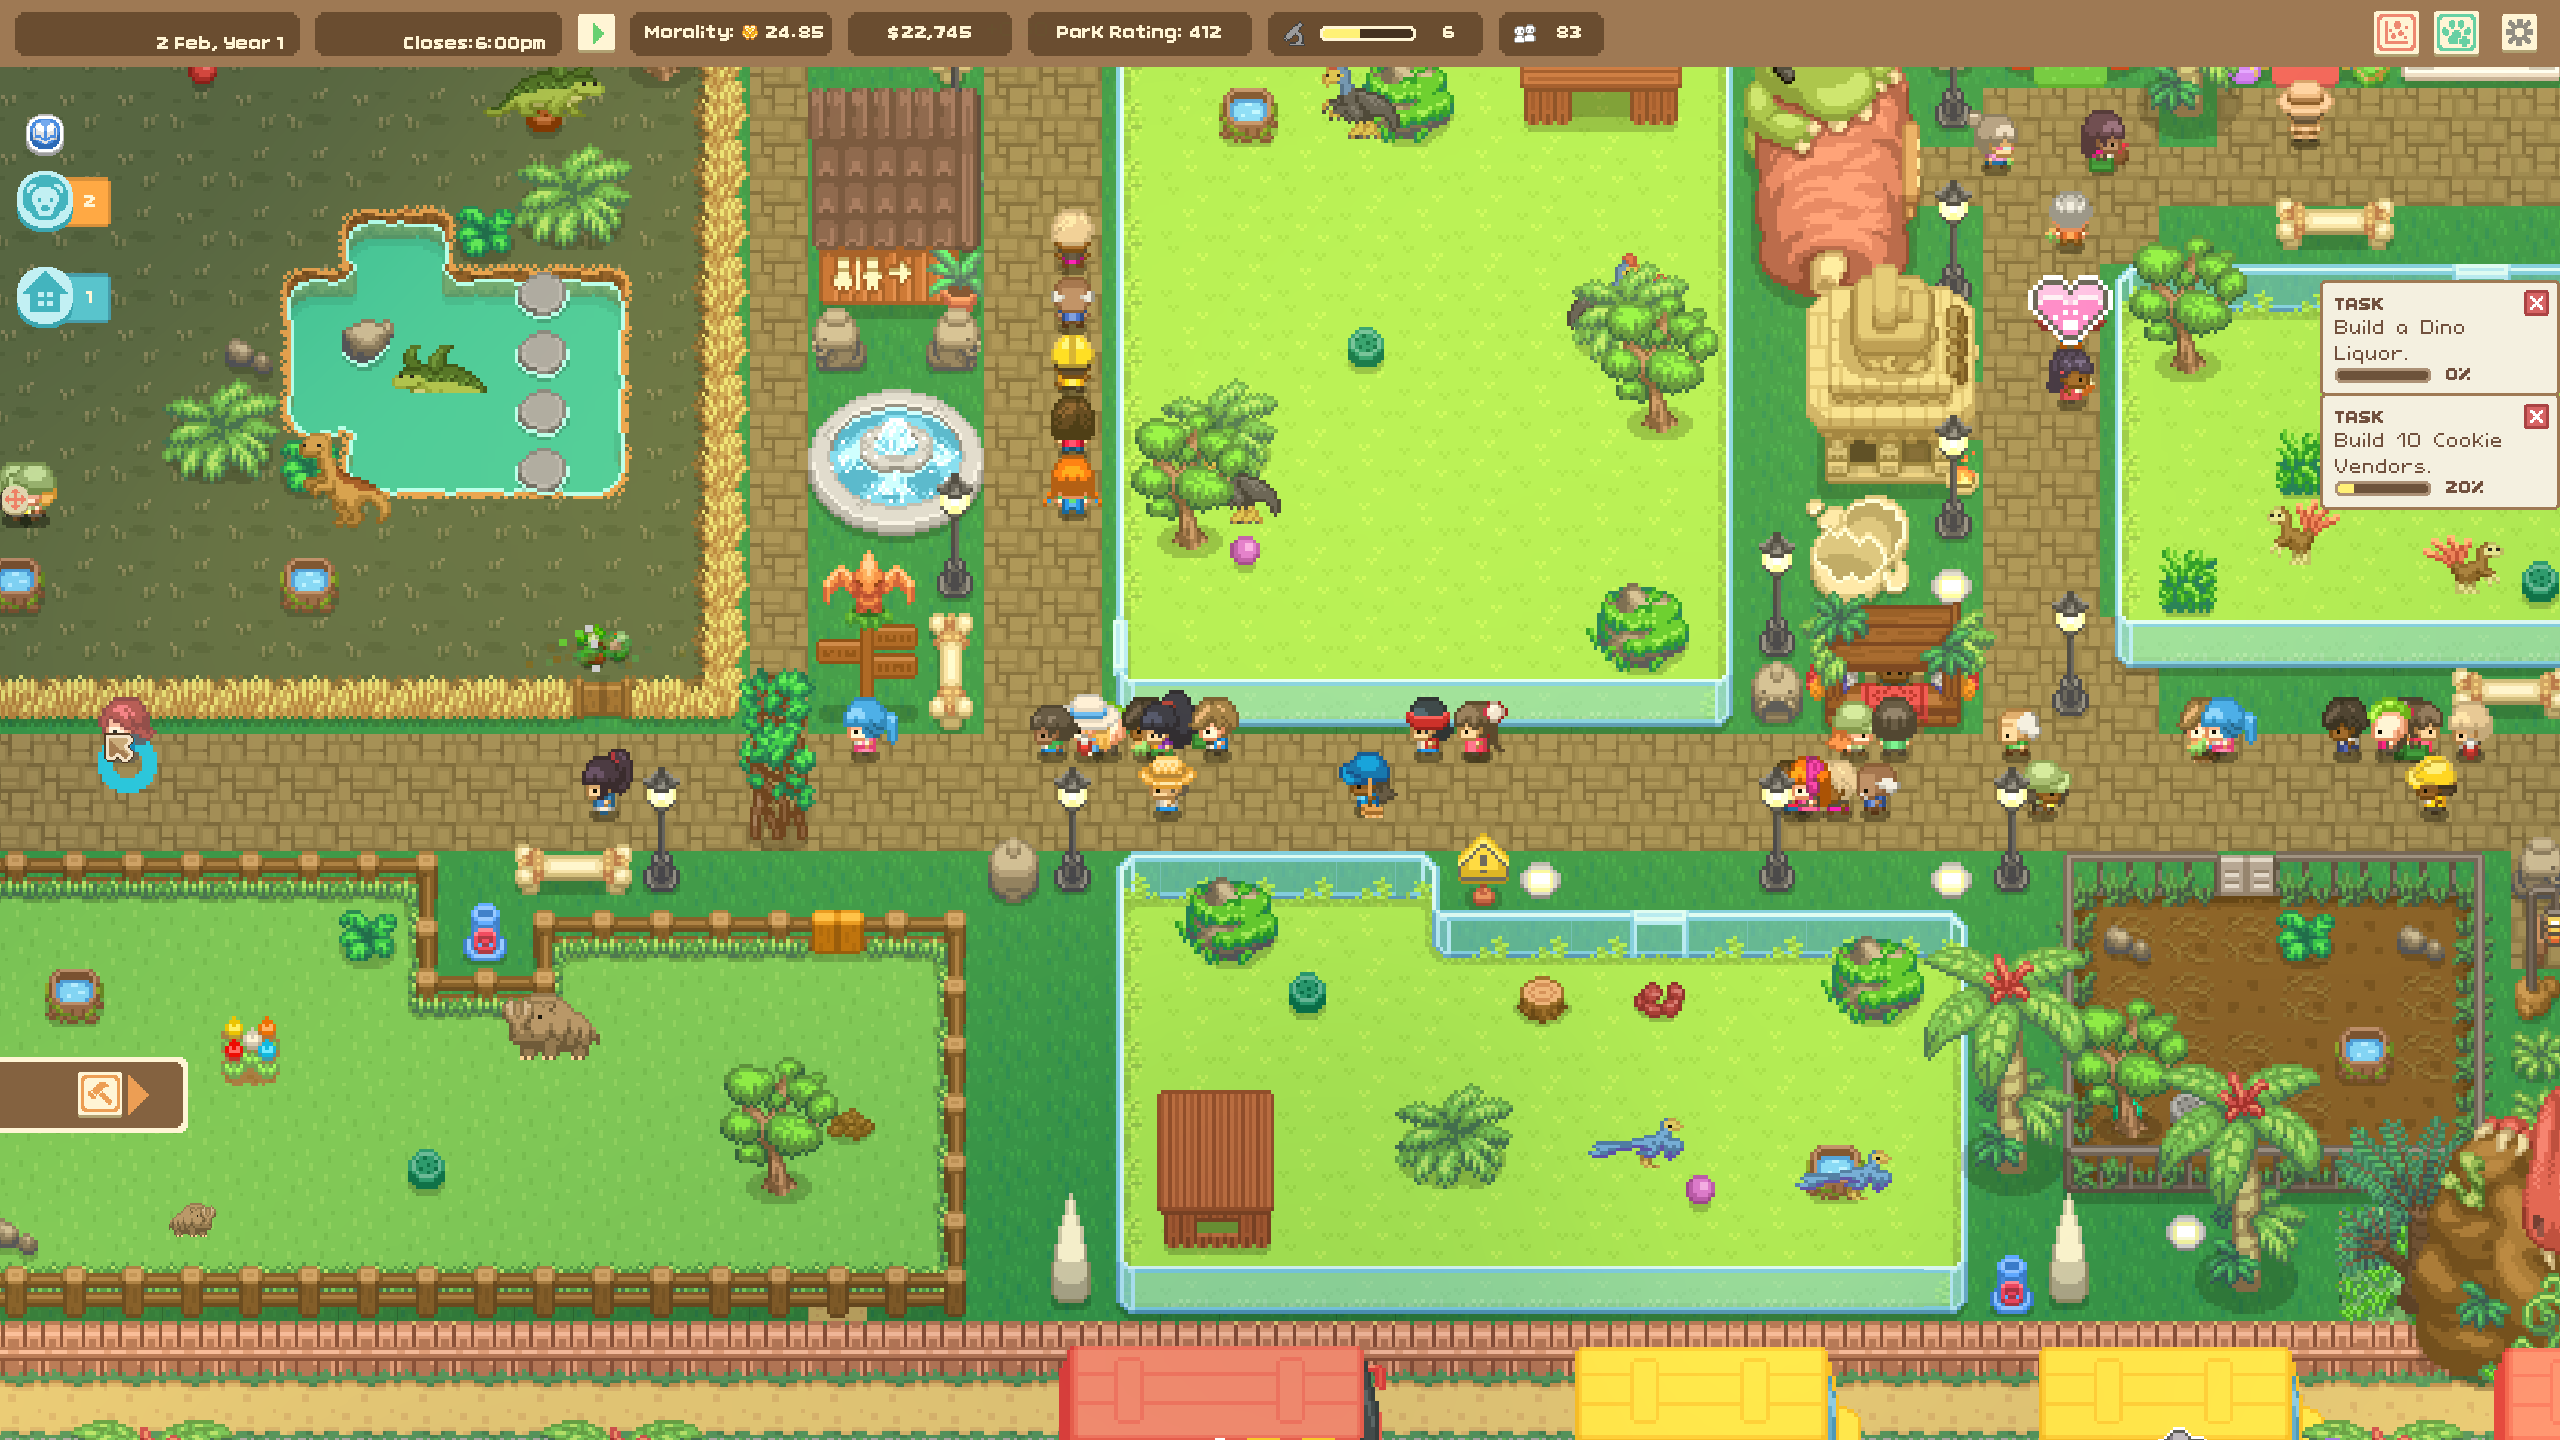 2 Feb, Year 1
Closes:6:00pm
Morality: 24.85
$22,745
Park Rating: 412
6
83
2
1
TASK
Build a Dino
Liquor.
0%
TASK
Build 10 Cookie
Vendors.
20%